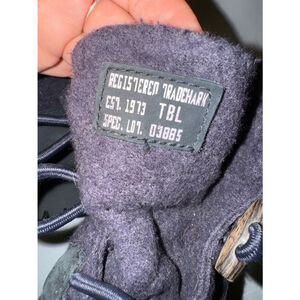 REGISTERED TRADEMARK
EST. 1973 TBL
SPEC. LOT. 03885